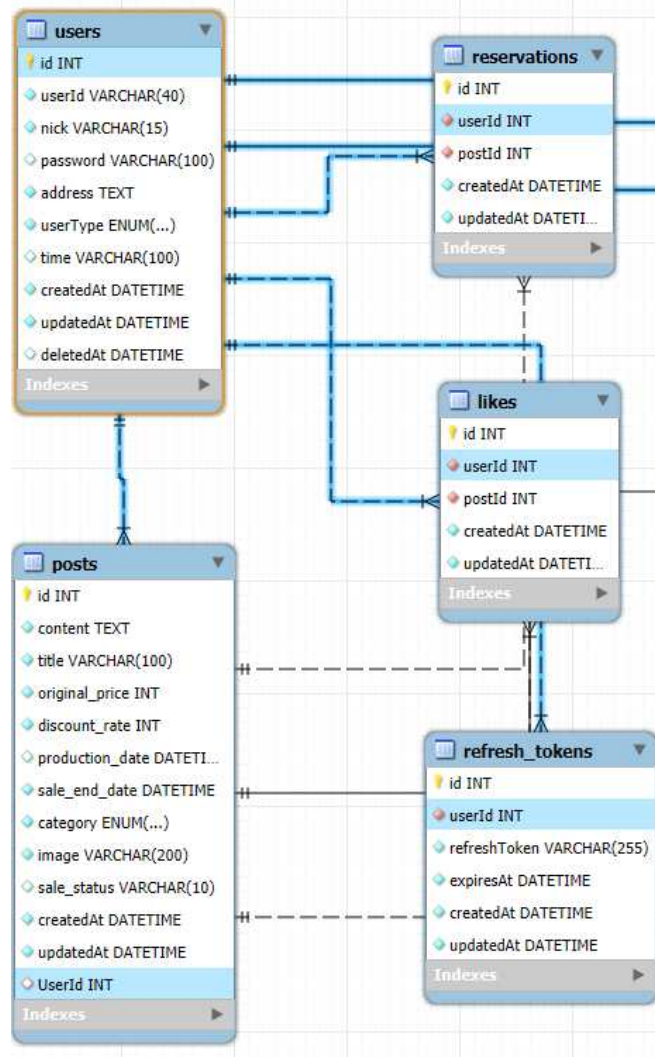 users
id INT
userId VARCHAR(40)
nick VARCHAR(15)
password VARCHAR(100)
address TEXT
userType ENUM(...)
time VARCHAR(100)
createdAt DATETIME
updatedAt DATETIME
deletedAt DATETIME
Indexes
reservations
id INT
userId INT
postId INT
createdAt DATETIME
updatedAt DATETI...
Indexes
likes
id INT
userId INT
postId INT
createdAt DATETIME
updatedAt DATETI...
Indexes
posts
id INT
content TEXT
title VARCHAR(100)
original_price INT
discount_rate INT
production_date DATETI...
sale_end_date DATETIME
category ENUM(...)
image VARCHAR(200)
sale_status VARCHAR(10)
createdAt DATETIME
updatedAt DATETIME
UserId INT
Indexes
refresh_tokens
id INT
userId INT
refreshToken VARCHAR(255)
expiresAt DATETIME
createdAt DATETIME
updatedAt DATETIME
Indexes